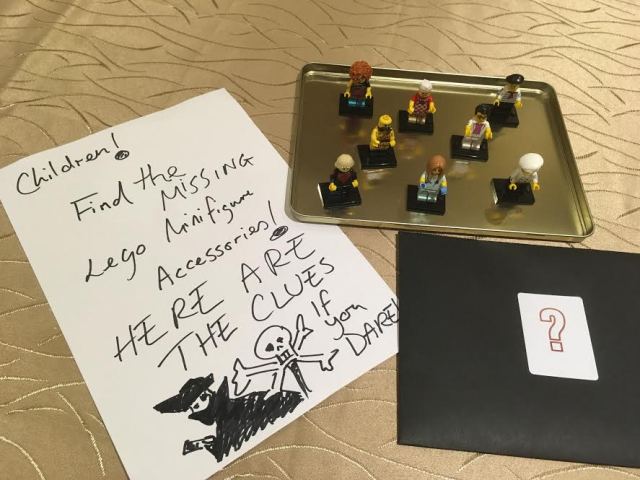 Children!
Find the
MISSING
Lego Minifigure
Accessories!
HERE ARE
THE CLUES
If
you
DARE!
?